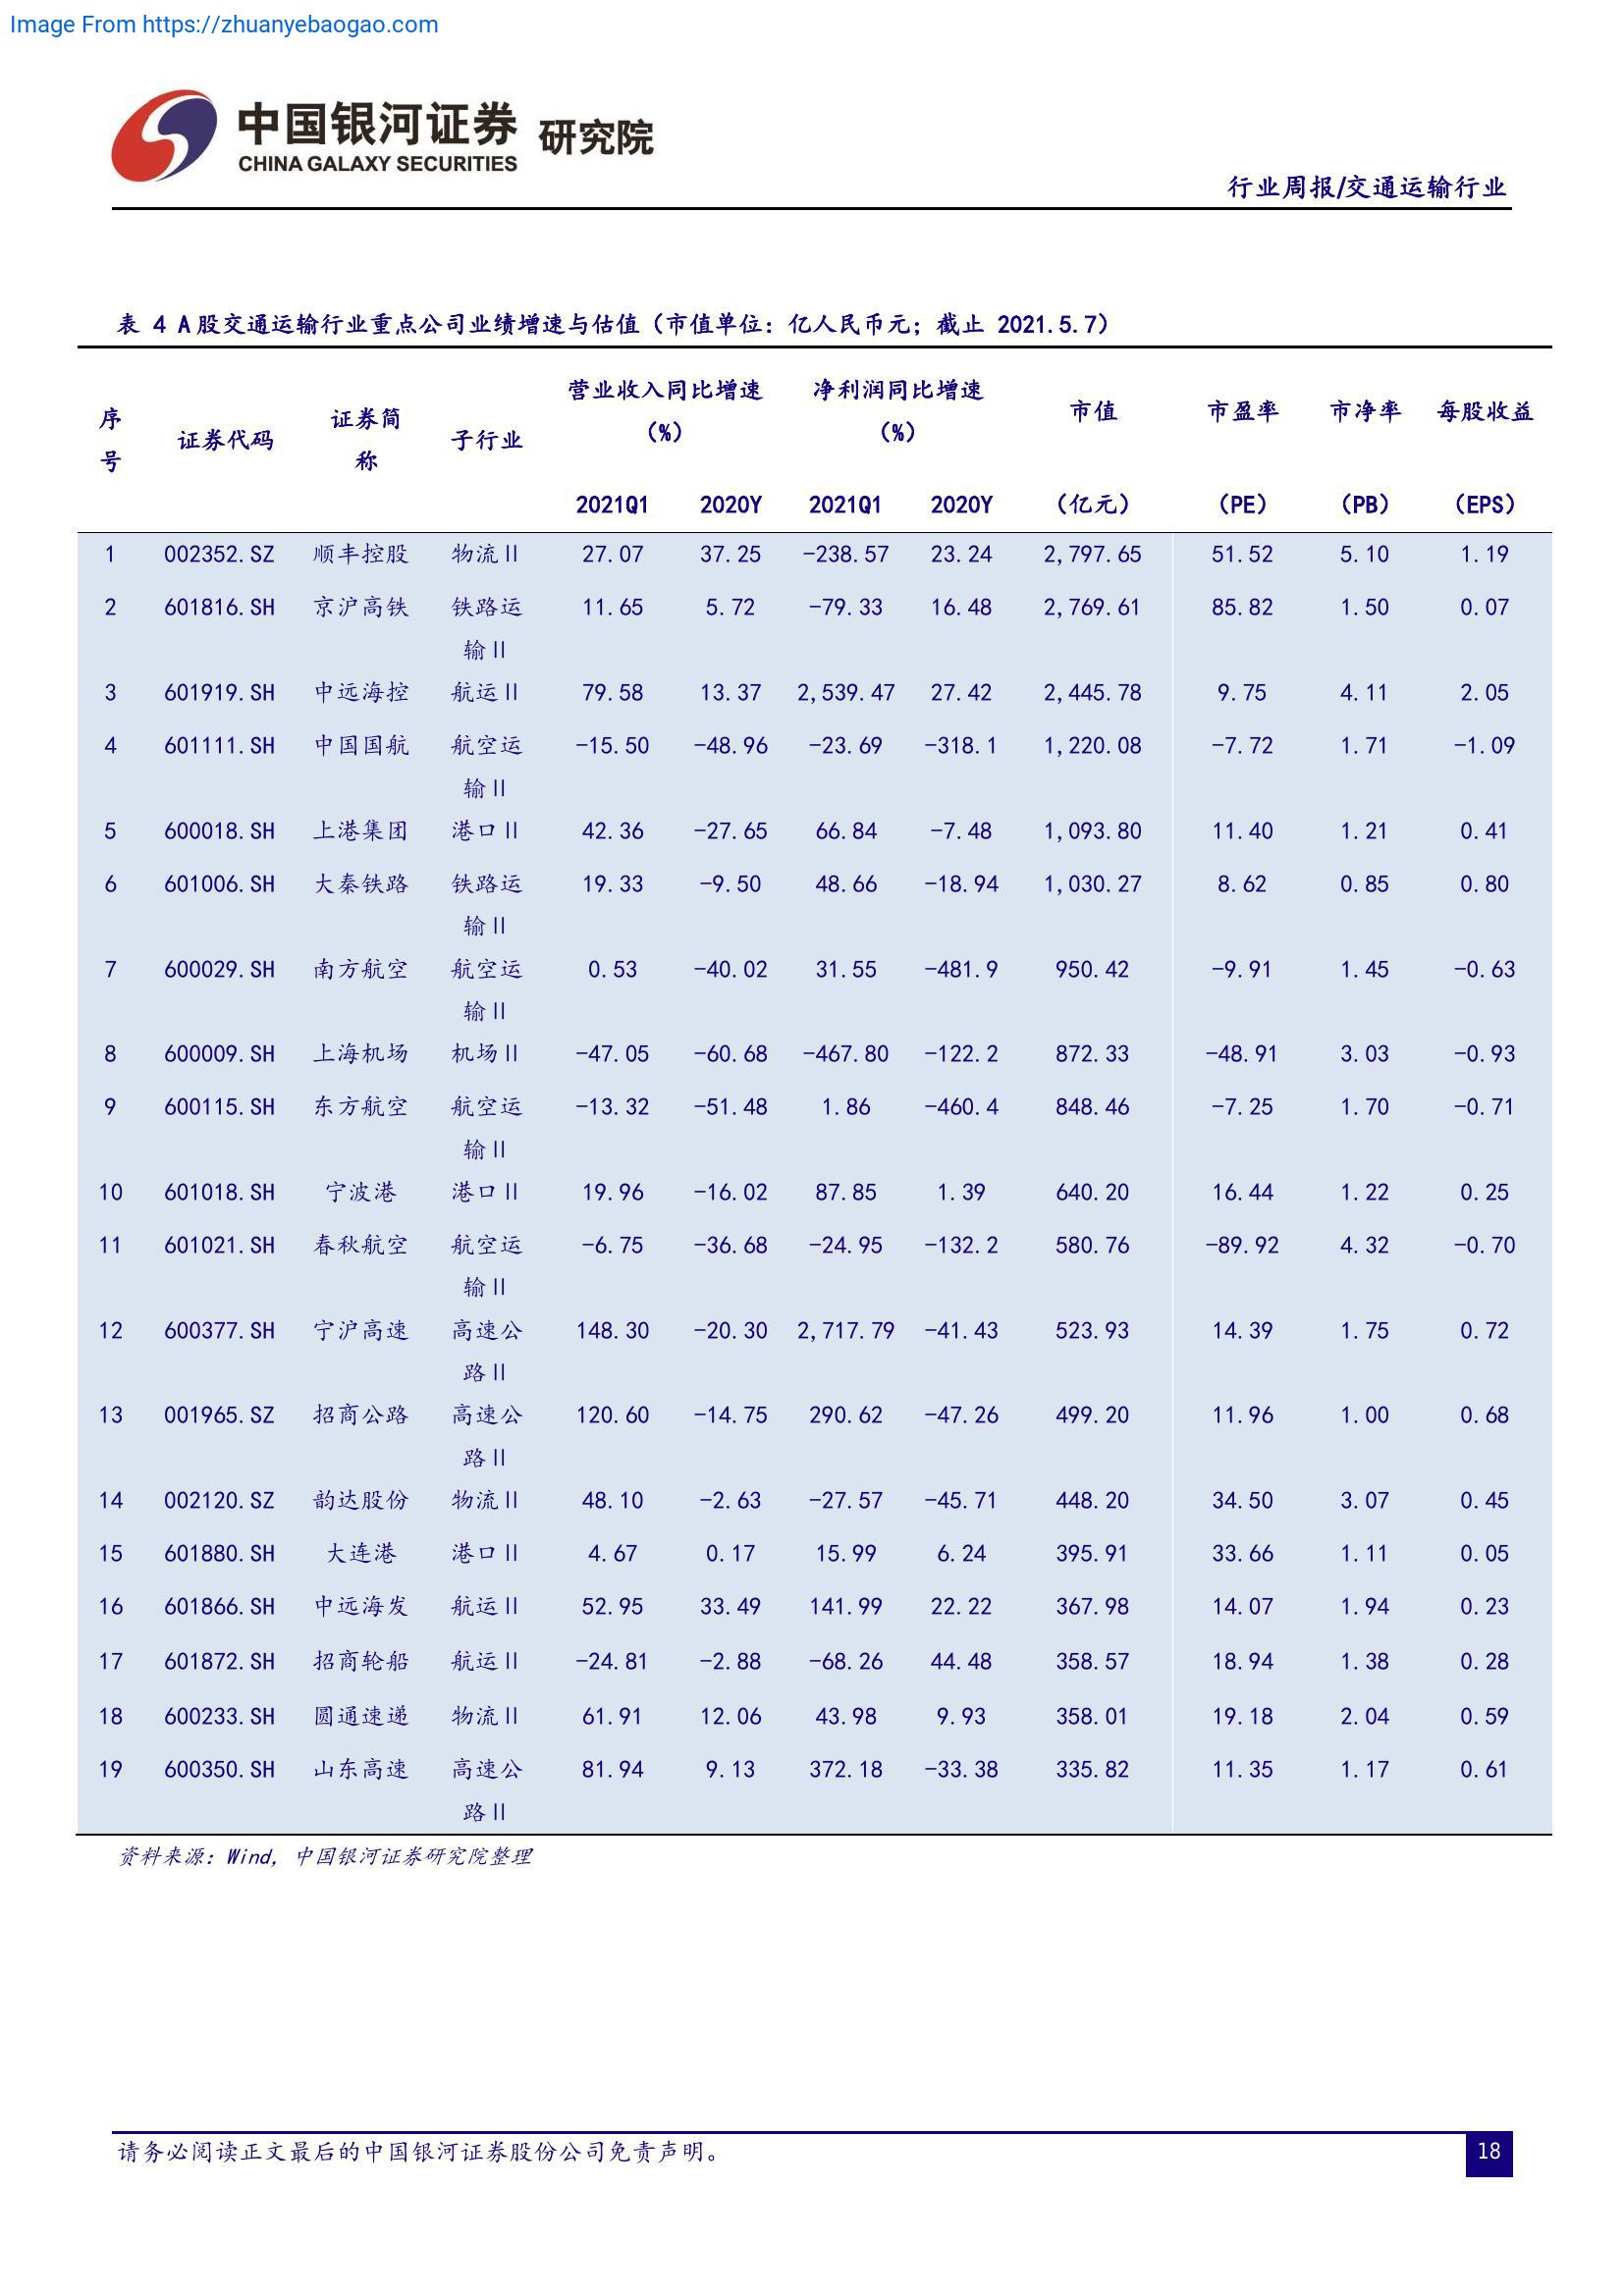 Image From https://zhuanyebaogao.com
中国银河证券 研究院
CHINA GALAXY SECURITIES
行业周报/交通运输行业
表 4 A股交通运输行业重点公司业绩增速与估值（市值单位：亿人民币元；截止 2021.5.7）
序号 证券代码 证券简称 子行业 营业收入同比增速（%） 净利润同比增速（%） 市值 市盈率 市净率 每股收益
2021Q1 2020Y 2021Q1 2020Y （亿元） （PE） （PB） （EPS）
1 002352.SZ 顺丰控股 物流Ⅱ 27.07 37.25 -238.57 23.24 2,797.65 51.52 5.10 1.19
2 601816.SH 京沪高铁 铁路运输Ⅱ 11.65 5.72 -79.33 16.48 2,769.61 85.82 1.50 0.07
3 601919.SH 中远海控 航运Ⅱ 79.58 13.37 2,539.47 27.42 2,445.78 9.75 4.11 2.05
4 601111.SH 中国国航 航空运输Ⅱ -15.50 -48.96 -23.69 -318.1 1,220.08 -7.72 1.71 -1.09
5 600018.SH 上港集团 港口Ⅱ 42.36 -27.65 66.84 -7.48 1,093.80 11.40 1.21 0.41
6 601006.SH 大秦铁路 铁路运输Ⅱ 19.33 -9.50 48.66 -18.94 1,030.27 8.62 0.85 0.80
7 600029.SH 南方航空 航空运输Ⅱ 0.53 -40.02 31.55 -481.9 950.42 -9.91 1.45 -0.63
8 600009.SH 上海机场 机场Ⅱ -47.05 -60.68 -467.80 -122.2 872.33 -48.91 3.03 -0.93
9 600115.SH 东方航空 航空运输Ⅱ -13.32 -51.48 1.86 -460.4 848.46 -7.25 1.70 -0.71
10 601018.SH 宁波港 港口Ⅱ 19.96 -16.02 87.85 1.39 640.20 16.44 1.22 0.25
11 601021.SH 春秋航空 航空运输Ⅱ -6.75 -36.68 -24.95 -132.2 580.76 -89.92 4.32 -0.70
12 600377.SH 宁沪高速 高速公路Ⅱ 148.30 -20.30 2,717.79 -41.43 523.93 14.39 1.75 0.72
13 001965.SZ 招商公路 高速公路Ⅱ 120.60 -14.75 290.62 -47.26 499.20 11.96 1.00 0.68
14 002120.SZ 韵达股份 物流Ⅱ 48.10 -2.63 -27.57 -45.71 448.20 34.50 3.07 0.45
15 601880.SH 大连港 港口Ⅱ 4.67 0.17 15.99 6.24 395.91 33.66 1.11 0.05
16 601866.SH 中远海发 航运Ⅱ 52.95 33.49 141.99 22.22 367.98 14.07 1.94 0.23
17 601872.SH 招商轮船 航运Ⅱ -24.81 -2.88 -68.26 44.48 358.57 18.94 1.38 0.28
18 600233.SH 圆通速递 物流Ⅱ 61.91 12.06 43.98 9.93 358.01 19.18 2.04 0.59
19 600350.SH 山东高速 高速公路Ⅱ 81.94 9.13 372.18 -33.38 335.82 11.35 1.17 0.61
资料来源：Wind, 中国银河证券研究院整理
请务必阅读正文最后的中国银河证券股份公司免责声明。
18